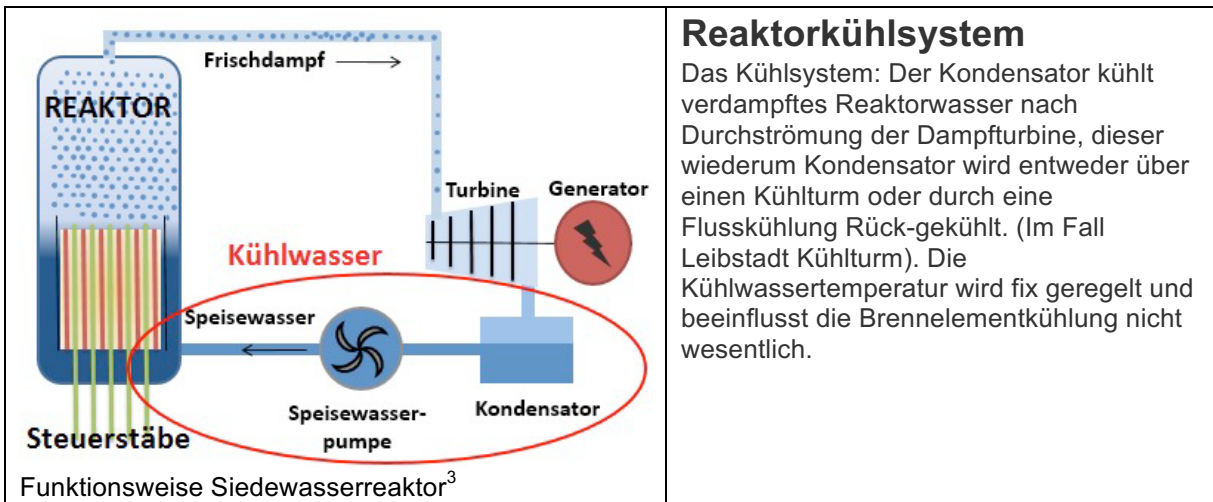 Frischdampf
REAKTOR
Turbine
Generator
Kühlwasser
Speisewasser
Speisewasser-
pumpe
Kondensator
Steuerstäbe
Funktionsweise Siedewasserreaktor3
Reaktorkühlsystem
Das Kühlsystem: Der Kondensator kühlt
verdampftes Reaktorwasser nach
Durchströmung der Dampfturbine, dieser
wiederum Kondensator wird entweder über
einen Kühlturm oder durch eine
Flusskühlung Rück-gekühlt. (Im Fall
Leibstadt Kühlturm). Die
Kühlwassertemperatur wird fix geregelt und
beeinflusst die Brennelementkühlung nicht
wesentlich.